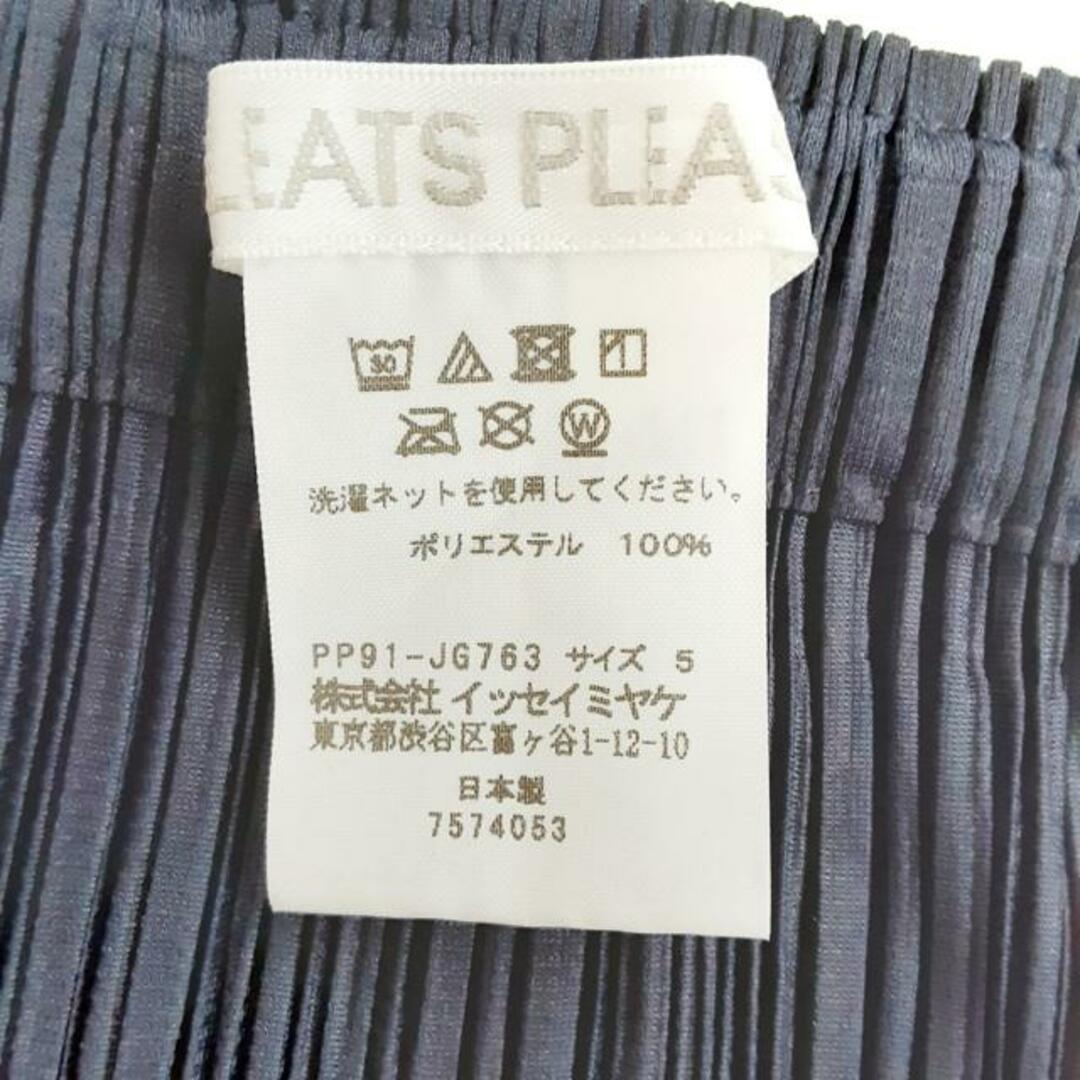 LEATS PLEAS
30
W
洗濯ネットを使用してください。
ポリエステル 100%
PP91-JG763 サイズ 5
株式会社 イッセイミヤケ
東京都渋谷区富ヶ谷1-12-10
日本製
7574053